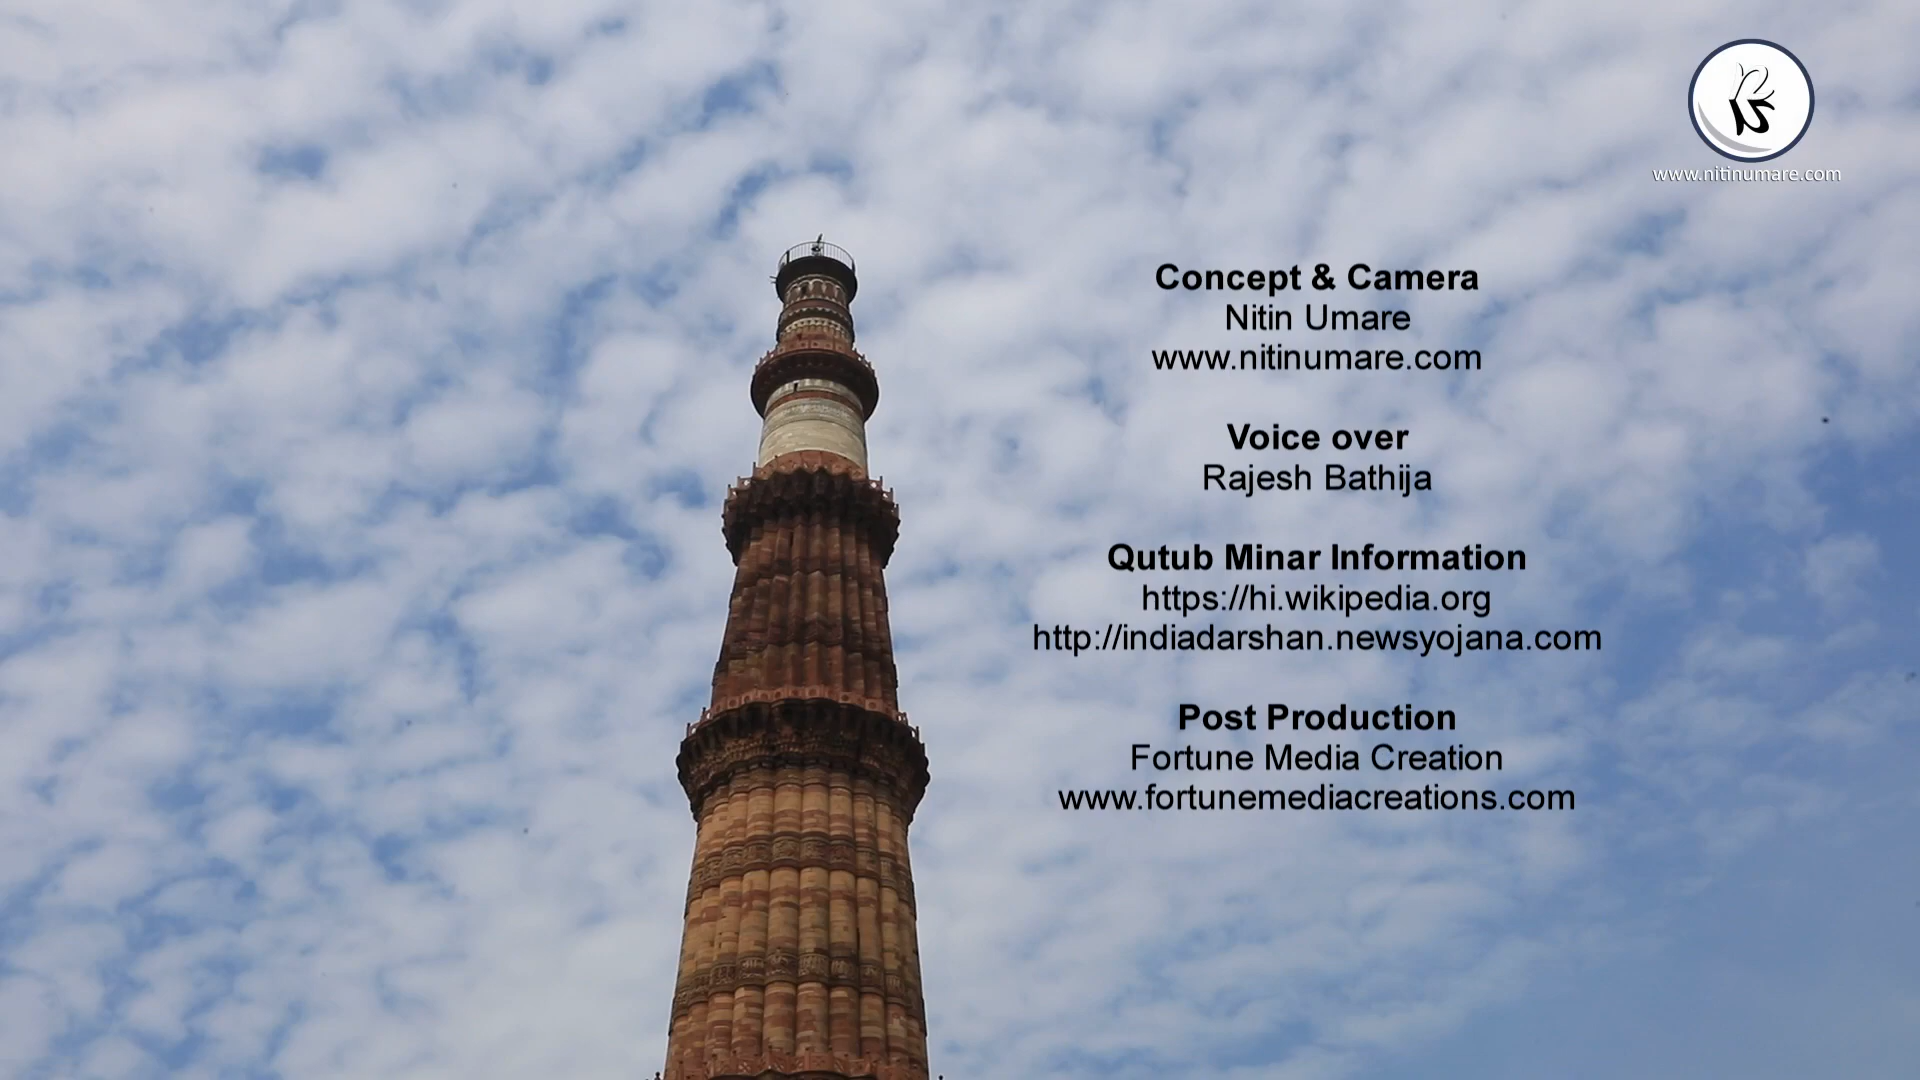 www.nitinumare.com
Concept & Camera
Nitin Umare
www.nitinumare.com
Voice over
Rajesh Bathija
Qutub Minar Information
https://hi.wikipedia.org
http://indiadarshan.newsyojana.com
Post Production
Fortune Media Creation
www.fortunemediacreations.com